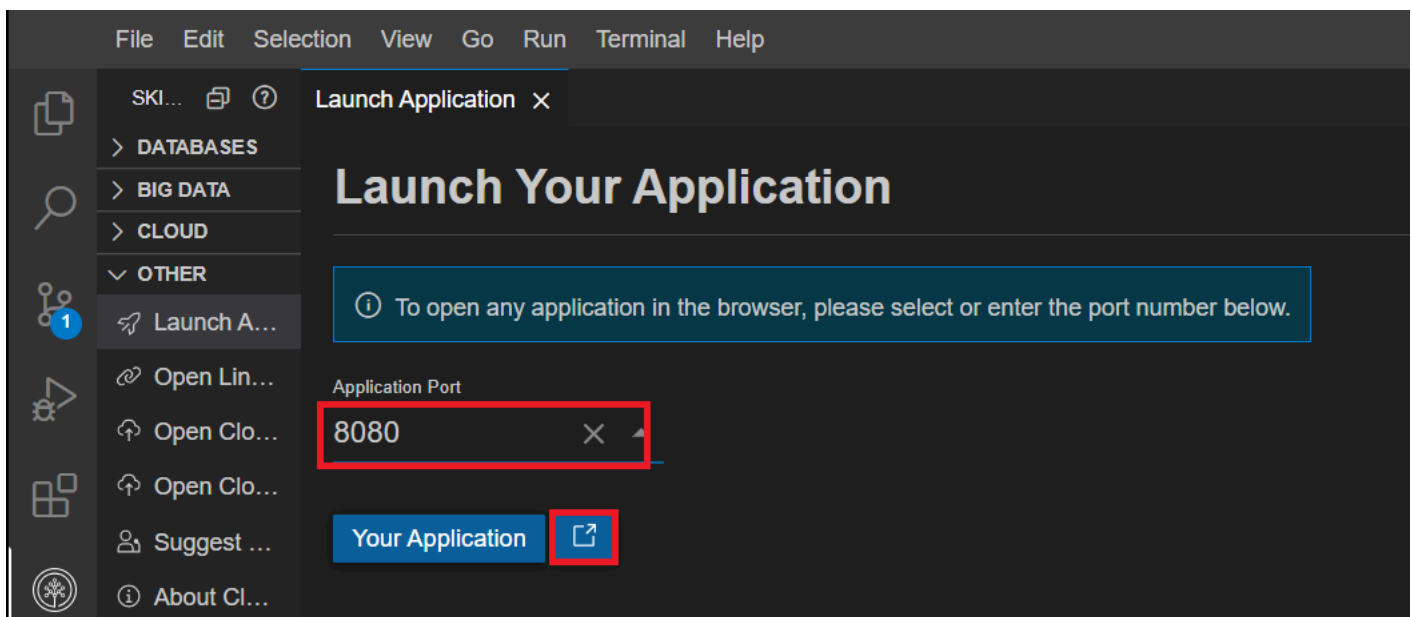 File Edit Selection View Go Run Terminal Help
SKI...
Launch Application
DATABASES
BIG DATA
CLOUD
OTHER
Launch A...
Open Lin...
Open Clo...
Open Clo...
Suggest ...
About Cl...
1
Launch Your Application
To open any application in the browser, please select or enter the port number below.
Application Port
8080
Your Application